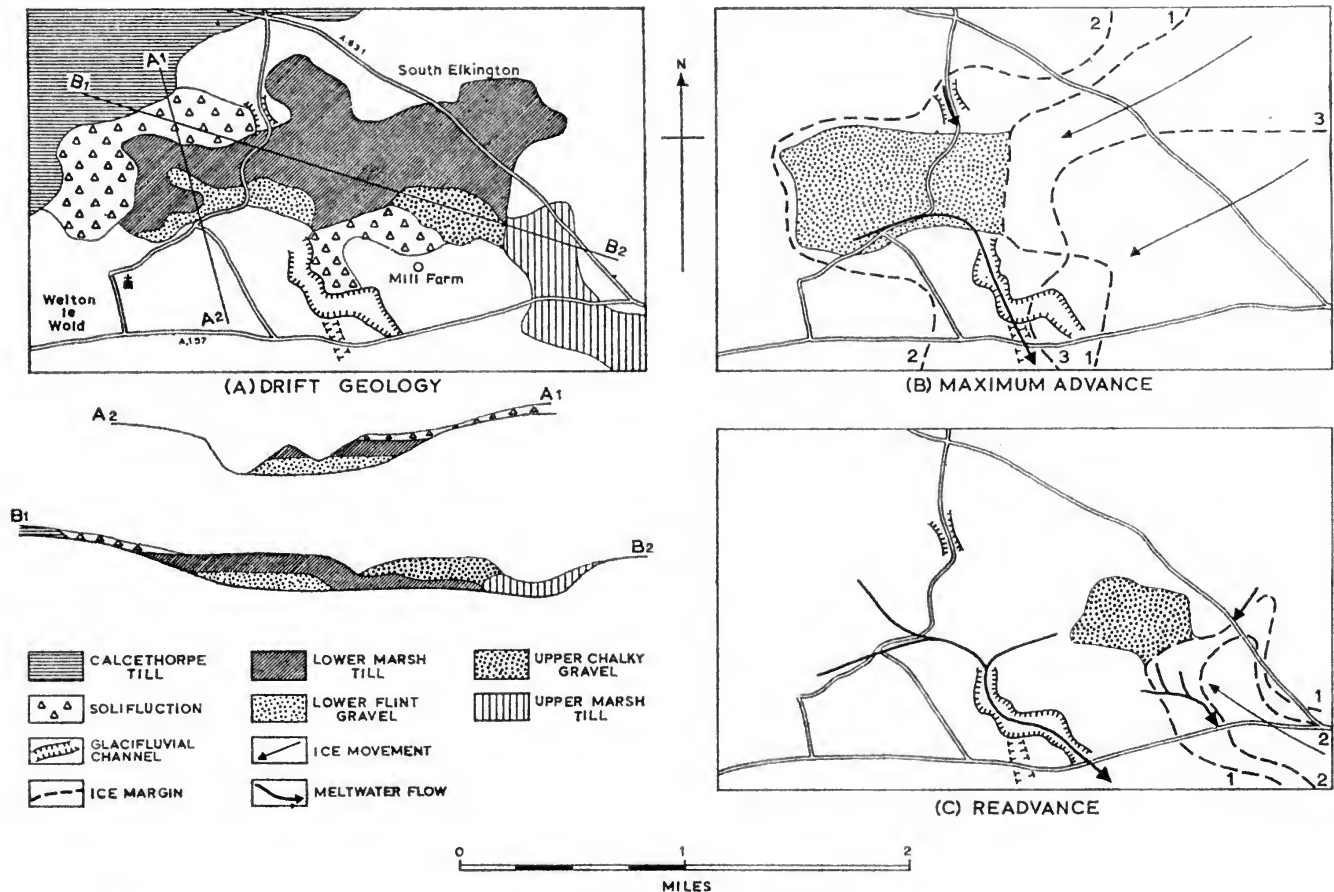 A.631
A1
B1
South Elkington
B2
Mill Farm
Welton
le
Wold
A2
A.157
(A) DRIFT GEOLOGY
N
2
1
3
2
3
1
(B) MAXIMUM ADVANCE
A2
A1
B1
B2
1
2
1
2
(C) READVANCE
CALCETHORPE
TILL
LOWER MARSH
TILL
UPPER CHALKY
GRAVEL
SOLIFLUCTION
LOWER FLINT
GRAVEL
UPPER MARSH
TILL
GLACIFLUVIAL
CHANNEL
ICE MOVEMENT
ICE MARGIN
MELTWATER FLOW
0 1 2
MILES